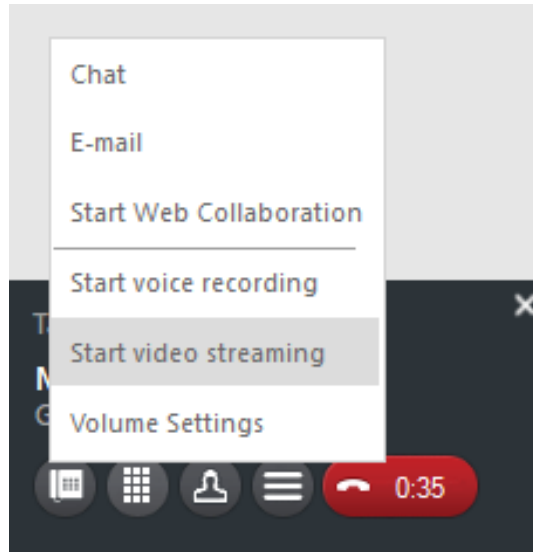 Chat
E-mail
Start Web Collaboration
Start voice recording
Start video streaming
Volume Settings
0:35